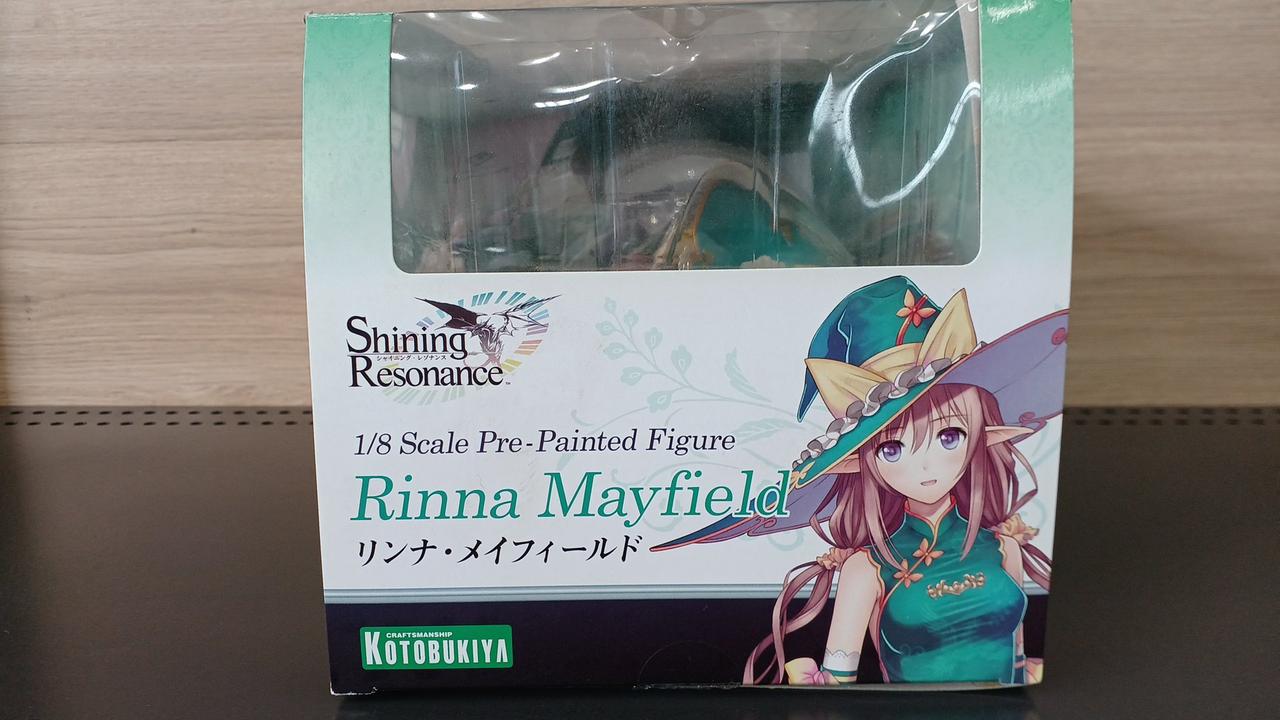 Shining
シャイニング・レゾナンス
Resonance™
1/8 Scale Pre-Painted Figure
Rinna Mayfield
リンナ・メイフィールド
CRAFTSMANSHIP
KOTOBUKIYA